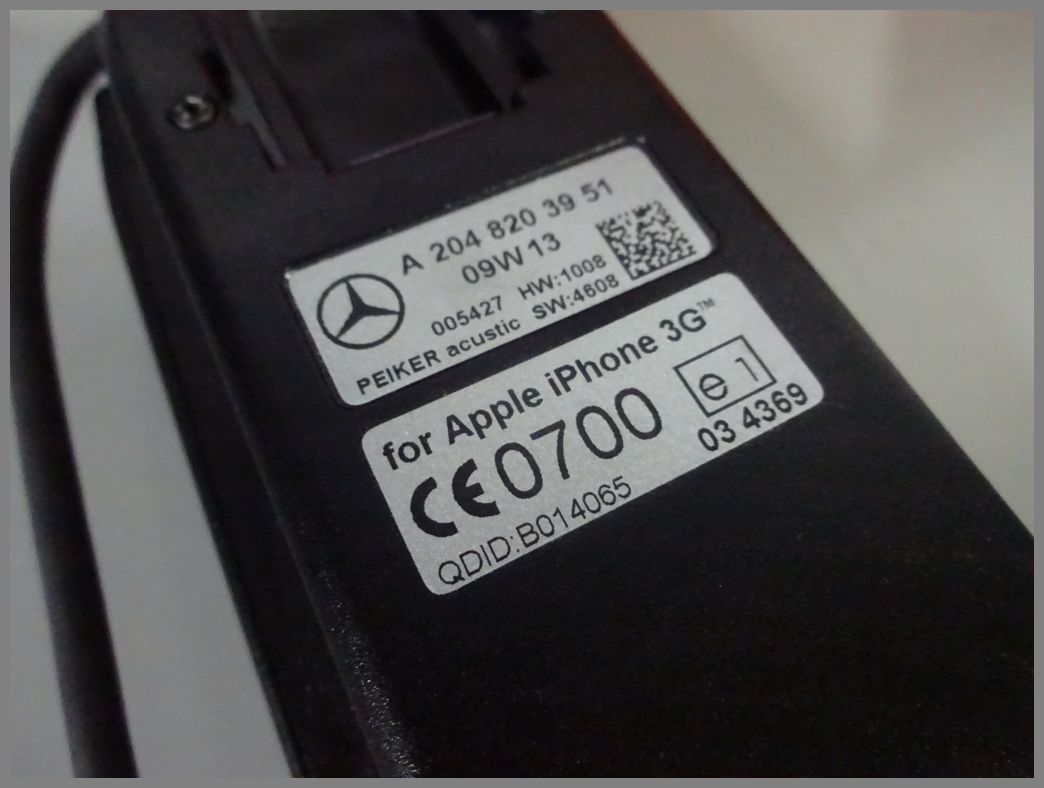 A 204 820 39 51
09W13
005427 HW:1008
PEIKER acustic SW:4608
for Apple iPhone 3G™
CE0700
e 1
03 4369
QDID:B014065